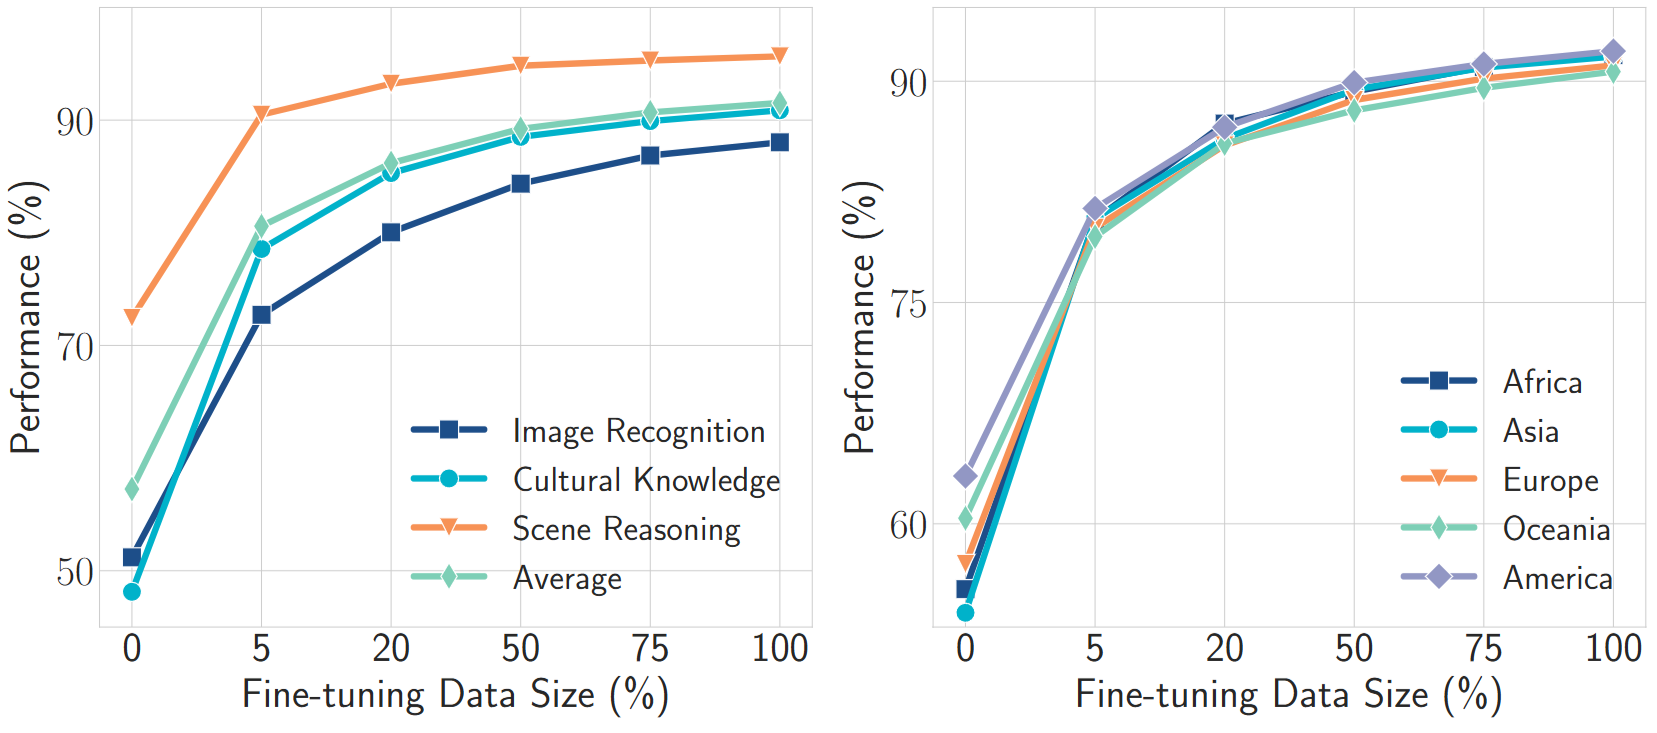 Performance (%)
90
70
50
0 5 20 50 75 100
Fine-tuning Data Size (%)
Image Recognition
Cultural Knowledge
Scene Reasoning
Average
Performance (%)
90
75
60
0 5 20 50 75 100
Fine-tuning Data Size (%)
Africa
Asia
Europe
Oceania
America